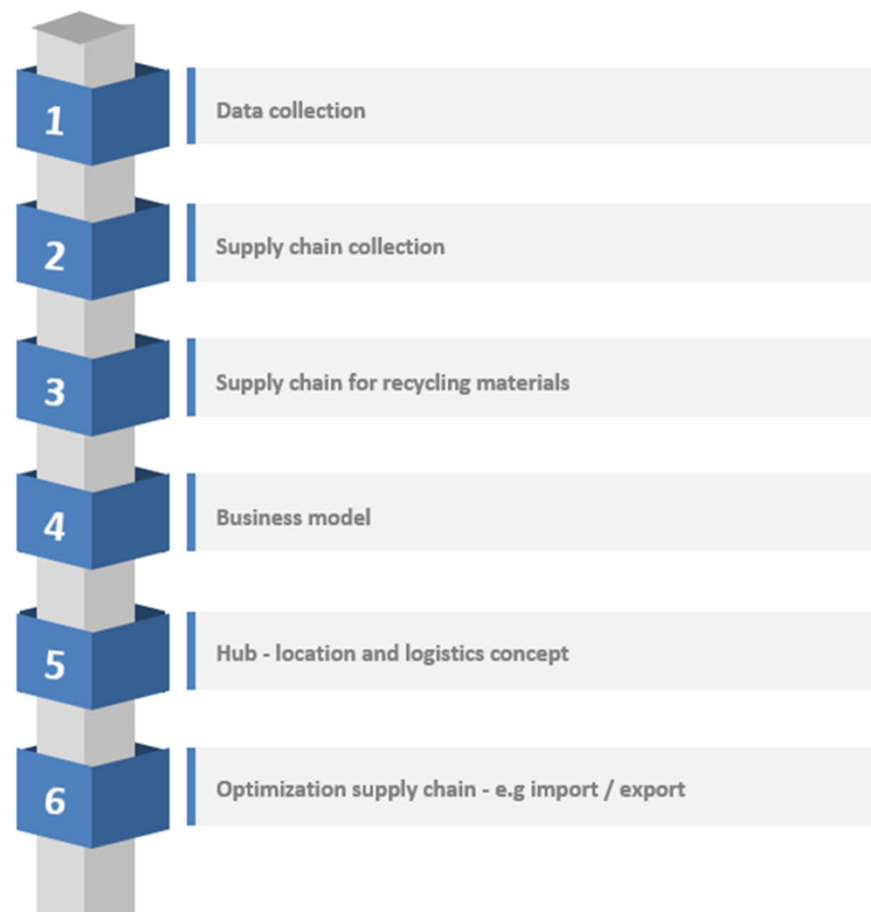 1
Data collection
2
Supply chain collection
3
Supply chain for recycling materials
4
Business model
5
Hub - location and logistics concept
6
Optimization supply chain - e.g import / export